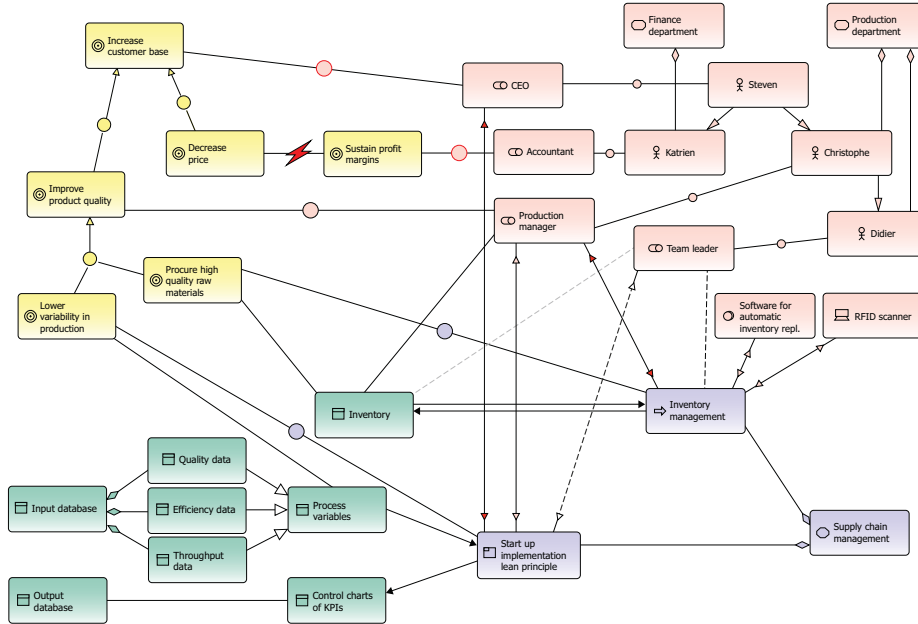 Finance
department
Production
department
Increase
customer base
CEO
Steven
Decrease
price
Sustain profit
margins
Accountant
Katrien
Christophe
Improve
product quality
Production
manager
Team leader
Didier
Procure high
quality raw
materials
Lower
variability in
production
Software for
automatic
inventory repl.
RFID scanner
Inventory
Inventory
management
Quality data
Input database
Efficiency data
Process
variables
Throughput
data
Start up
implementation
lean principle
Supply chain
management
Output
database
Control charts
of KPIs